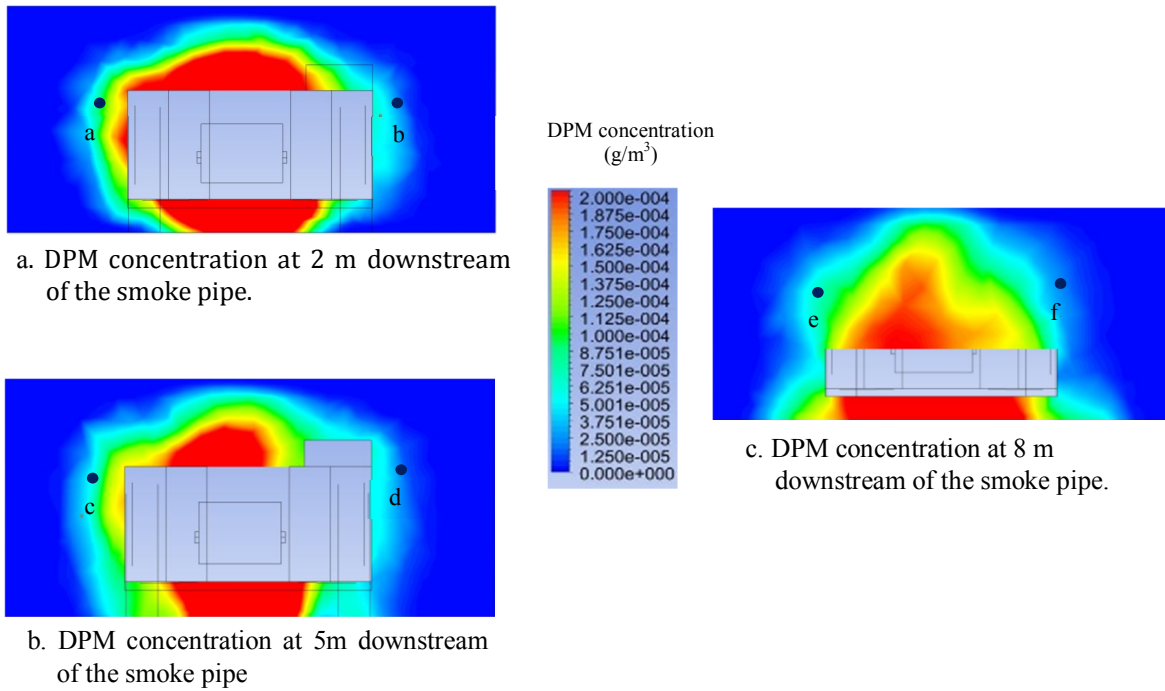 a
b
a. DPM concentration at 2 m downstream
of the smoke pipe.
c
d
b. DPM concentration at 5m downstream
of the smoke pipe
DPM concentration
(g/m³)
2.000e-004
1.875e-004
1.750e-004
1.625e-004
1.500e-004
1.375e-004
1.250e-004
1.125e-004
1.000e-004
8.751e-005
7.501e-005
6.251e-005
5.001e-005
3.751e-005
2.500e-005
1.250e-005
0.000e+000
e
f
c. DPM concentration at 8 m
downstream of the smoke pipe.